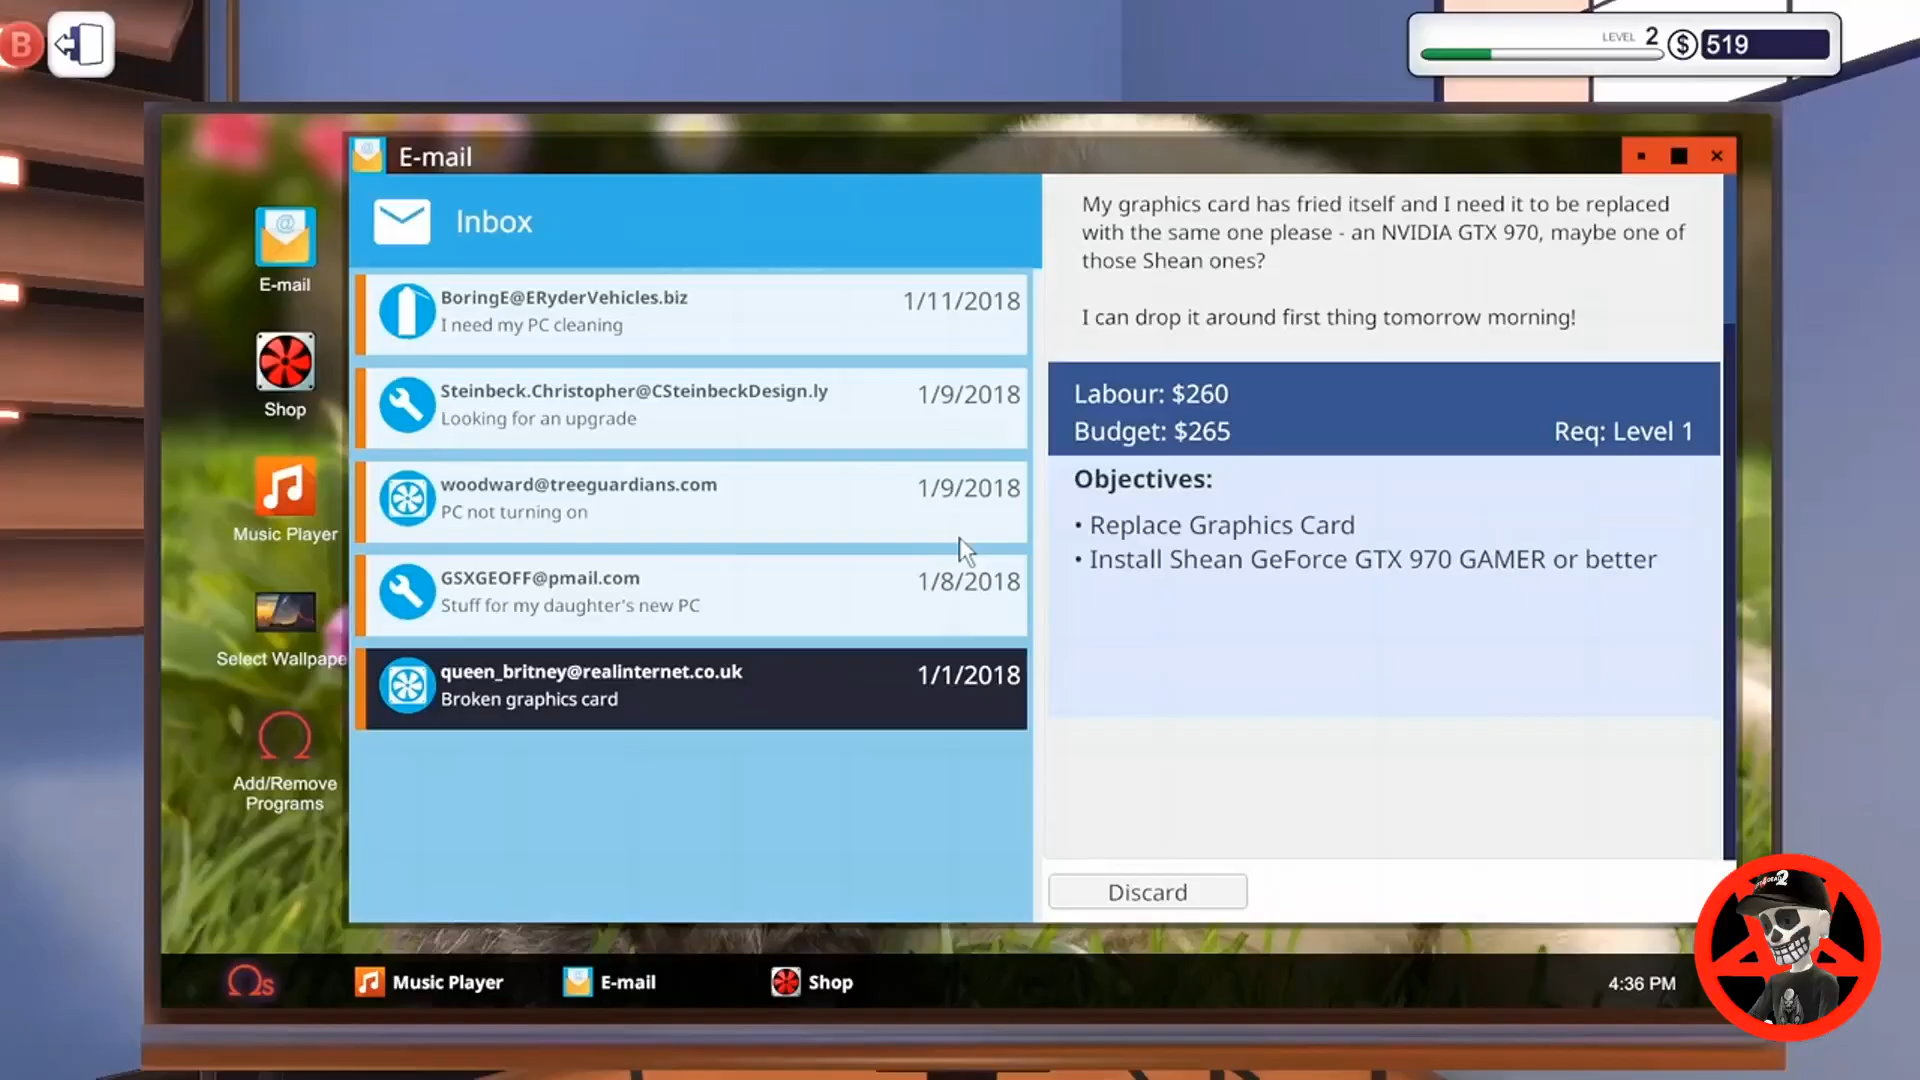 B
LEVEL 2
$ 519
E-mail
Inbox
BoringE@ERyderVehicles.biz
1/11/2018
I need my PC cleaning
Steinbeck.Christopher@CSteinbeckDesign.ly
1/9/2018
Looking for an upgrade
woodward@treeguardians.com
1/9/2018
PC not turning on
GSXGEOFF@pmail.com
1/8/2018
Stuff for my daughter's new PC
queen_britney@realinternet.co.uk
1/1/2018
Broken graphics card
My graphics card has fried itself and I need it to be replaced
with the same one please - an NVIDIA GTX 970, maybe one of
those Shean ones?
I can drop it around first thing tomorrow morning!
Labour: $260
Budget: $265
Req: Level 1
Objectives:
• Replace Graphics Card
• Install Shean GeForce GTX 970 GAMER or better
Discard
E-mail
Shop
Music Player
Select Wallpape
Add/Remove
Programs
Ωs
Music Player
E-mail
Shop
4:36 PM